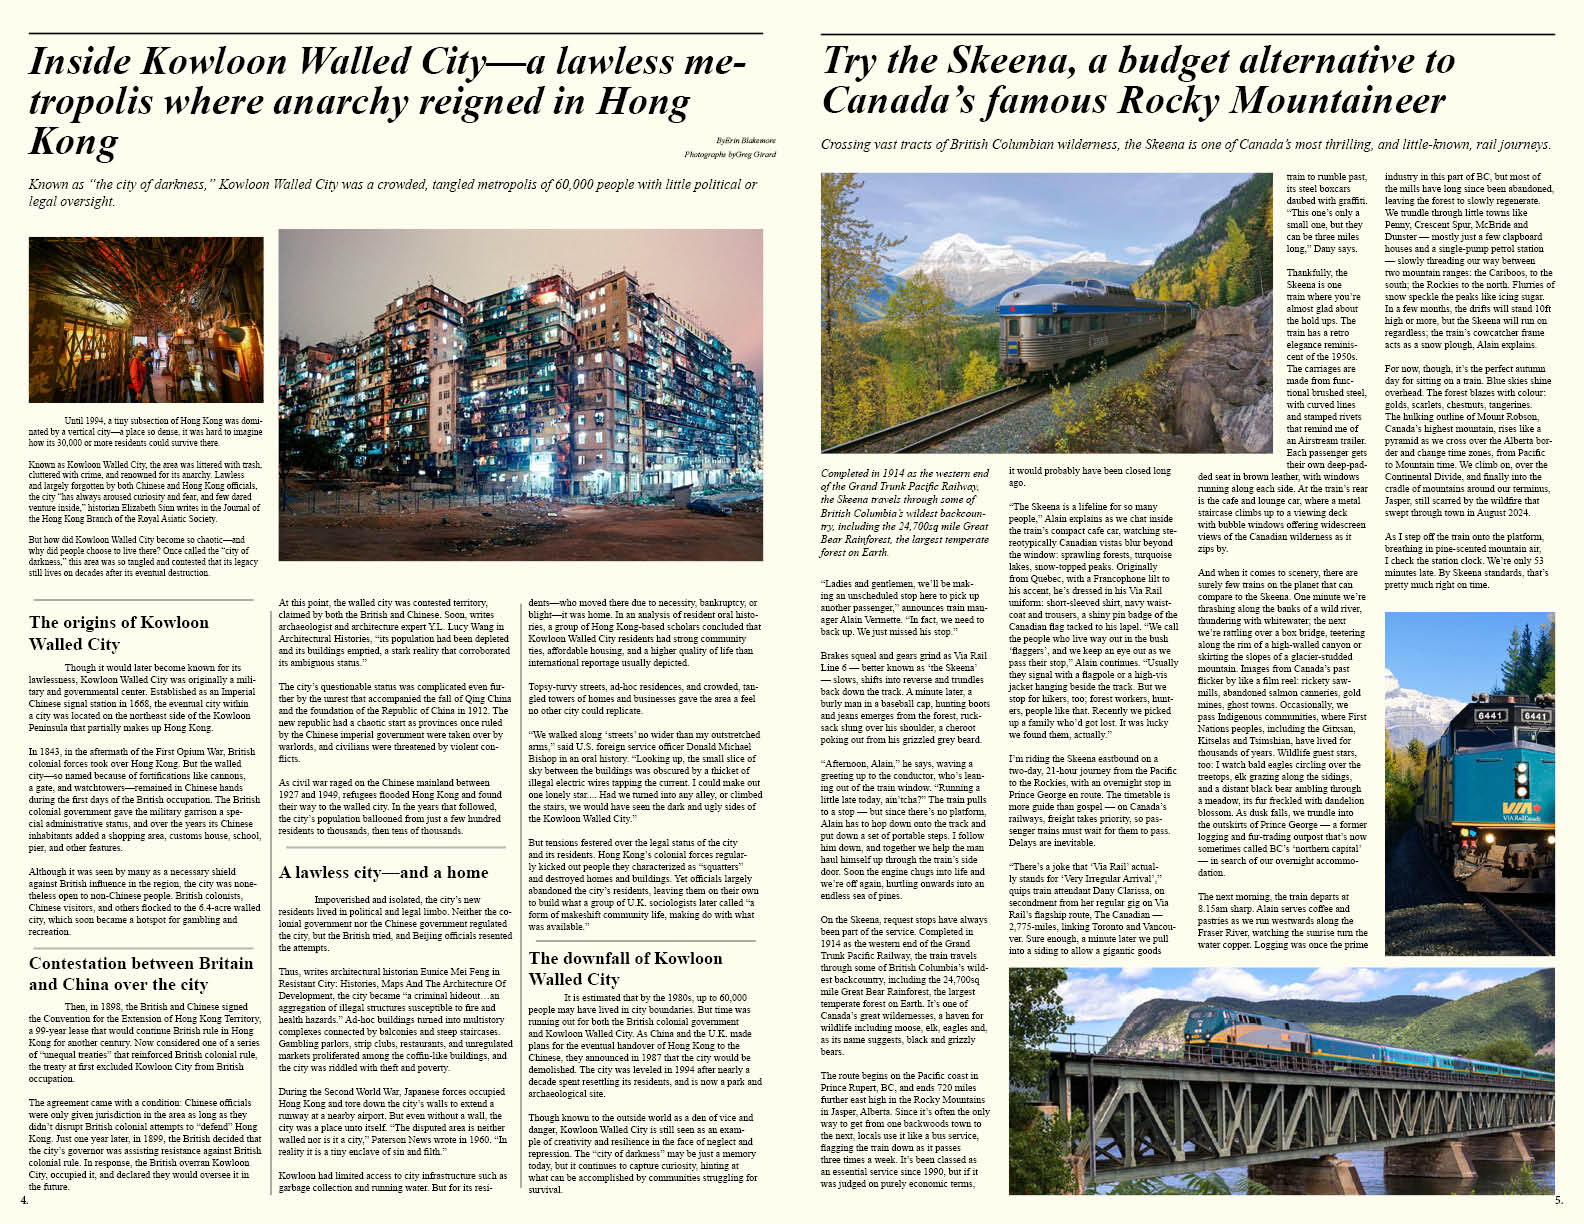 Inside Kowloon Walled City—a lawless me-
tropolis where anarchy reigned in Hong
Kong
ByErin Blakemore
Photographs byGreg Girard
Known as “the city of darkness,” Kowloon Walled City was a crowded, tangled metropolis of 60,000 people with little political or
legal oversight.
Until 1994, a tiny subsection of Hong Kong was domi-
nated by a vertical city—a place so dense, it was hard to imagine
how its 30,000 or more residents could survive there.
Known as Kowloon Walled City, the area was littered with trash,
cluttered with crime, and renowned for its anarchy. Lawless
and largely forgotten by both Chinese and Hong Kong officials,
the city “has always aroused curiosity and fear, and few dared
venture inside,” historian Elizabeth Sinn writes in the Journal of
the Hong Kong Branch of the Royal Asiatic Society.
But how did Kowloon Walled City become so chaotic—and
why did people choose to live there? Once called the “city of
darkness,” this area was so tangled and contested that its legacy
still lives on decades after its eventual destruction.
The origins of Kowloon
Walled City
Though it would later become known for its
lawlessness, Kowloon Walled City was originally a mili-
tary and governmental center. Established as an Imperial
Chinese signal station in 1668, the eventual city within
a city was located on the northeast side of the Kowloon
Peninsula that partially makes up Hong Kong.
In 1843, in the aftermath of the First Opium War, British
colonial forces took over Hong Kong. But the walled
city—so named because of fortifications like cannons,
a gate, and watchtowers—remained in Chinese hands
during the first days of the British occupation. The British
colonial government gave the military garrison a spe-
cial administrative status, and over the years its Chinese
inhabitants added a shopping area, customs house, school,
pier, and other features.
Although it was seen by many as a necessary shield
against British influence in the region, the city was none-
theless open to non-Chinese people. British colonists,
Chinese visitors, and others flocked to the 6.4-acre walled
city, which soon became a hotspot for gambling and
recreation.
Contestation between Britain
and China over the city
Then, in 1898, the British and Chinese signed
the Convention for the Extension of Hong Kong Territory,
a 99-year lease that would continue British rule in Hong
Kong for another century. Now considered one of a series
of “unequal treaties” that reinforced British colonial rule,
the treaty at first excluded Kowloon City from British
occupation.
The agreement came with a condition: Chinese officials
were only given jurisdiction in the area as long as they
didn’t disrupt British colonial attempts to “defend” Hong
Kong. Just one year later, in 1899, the British decided that
the city’s governor was assisting resistance against British
colonial rule. In response, the British overran Kowloon
City, occupied it, and declared they would oversee it in
the future.
4.
At this point, the walled city was contested territory,
claimed by both the British and Chinese. Soon, writes
archaeologist and architecture expert Y.L. Lucy Wang in
Architectural Histories, “its population had been depleted
and its buildings emptied, a stark reality that corroborated
its ambiguous status.”
The city’s questionable status was complicated even fur-
ther by the unrest that accompanied the fall of Qing China
and the foundation of the Republic of China in 1912. The
new republic had a chaotic start as provinces once ruled
by the Chinese imperial government were taken over by
warlords, and civilians were threatened by violent con-
flicts.
As civil war raged on the Chinese mainland between
1927 and 1949, refugees flooded Hong Kong and found
their way to the walled city. In the years that followed,
the city’s population ballooned from just a few hundred
residents to thousands, then tens of thousands.
A lawless city—and a home
Impoverished and isolated, the city’s new
residents lived in political and legal limbo. Neither the co-
lonial government nor the Chinese government regulated
the city, but the British tried, and Beijing officials resented
the attempts.
Thus, writes architectural historian Eunice Mei Feng in
Resistant City: Histories, Maps And The Architecture Of
Development, the city became “a criminal hideout…an
aggregation of illegal structures susceptible to fire and
health hazards.” Ad-hoc buildings turned into multistory
complexes connected by balconies and steep staircases.
Gambling parlors, strip clubs, restaurants, and unregulated
markets proliferated among the coffin-like buildings, and
the city was riddled with theft and poverty.
During the Second World War, Japanese forces occupied
Hong Kong and tore down the city’s walls to extend a
runway at a nearby airport. But even without a wall, the
city was a place unto itself. “The disputed area is neither
walled nor is it a city,” Paterson News wrote in 1960. “In
reality it is a tiny enclave of sin and filth.”
Kowloon had limited access to city infrastructure such as
garbage collection and running water. But for its resi-
dents—who moved there due to necessity, bankruptcy, or
blight—it was home. In an analysis of resident oral histo-
ries, a group of Hong Kong-based scholars concluded that
Kowloon Walled City residents had strong community
ties, affordable housing, and a higher quality of life than
international reportage usually depicted.
Topsy-turvy streets, ad-hoc residences, and crowded, tan-
gled towers of homes and businesses gave the area a feel
no other city could replicate.
“We walked along ‘streets’ no wider than my outstretched
arms,” said U.S. foreign service officer Donald Michael
Bishop in an oral history. “Looking up, the small slice of
sky between the buildings was obscured by a thicket of
illegal electric wires tapping the current. I could make out
one lonely star.... Had we turned into any alley, or climbed
the stairs, we would have seen the dark and ugly sides of
the Kowloon Walled City.”
But tensions festered over the legal status of the city
and its residents. Hong Kong’s colonial forces regular-
ly kicked out people they characterized as “squatters”
and destroyed homes and buildings. Yet officials largely
abandoned the city’s residents, leaving them on their own
to build what a group of U.K. sociologists later called “a
form of makeshift community life, making do with what
was available.”
The downfall of Kowloon
Walled City
It is estimated that by the 1980s, up to 60,000
people may have lived in city boundaries. But time was
running out for both the British colonial government
and Kowloon Walled City. As China and the U.K. made
plans for the eventual handover of Hong Kong to the
Chinese, they announced in 1987 that the city would be
demolished. The city was leveled in 1994 after nearly a
decade spent resettling its residents, and is now a park and
archaeological site.
Though known to the outside world as a den of vice and
danger, Kowloon Walled City is still seen as an exam-
ple of creativity and resilience in the face of neglect and
repression. The “city of darkness” may be just a memory
today, but it continues to capture curiosity, hinting at
what can be accomplished by communities struggling for
survival.
Try the Skeena, a budget alternative to
Canada’s famous Rocky Mountaineer
Crossing vast tracts of British Columbian wilderness, the Skeena is one of Canada’s most thrilling, and little-known, rail journeys.
Canada
Completed in 1914 as the western end
of the Grand Trunk Pacific Railway,
the Skeena travels through some of
British Columbia’s wildest backcoun-
try, including the 24,700sq mile Great
Bear Rainforest, the largest temperate
forest on Earth.
“Ladies and gentlemen, we’ll be mak-
ing an unscheduled stop here to pick up
another passenger,” announces train man-
ager Alain Vermette. “In fact, we need to
back up. We just missed his stop.”
Brakes squeal and gears grind as Via Rail
Line 6 — better known as ‘the Skeena’
— slows, shifts into reverse and trundles
back down the track. A minute later, a
burly man in a baseball cap, hunting boots
and jeans emerges from the forest, ruck-
sack slung over his shoulder, a cheroot
poking out from his grizzled grey beard.
“Afternoon, Alain,” he says, waving a
greeting up to the conductor, who’s lean-
ing out of the train window. “Running a
little late today, ain’tcha?” The train pulls
to a stop — but since there’s no platform,
Alain has to hop down onto the track and
put down a set of portable steps. I follow
him down, and together we help the man
haul himself up through the train’s side
door. Soon the engine chugs into life and
we’re off again, hurtling onwards into an
endless sea of pines.
On the Skeena, request stops have always
been part of the service. Completed in
1914 as the western end of the Grand
Trunk Pacific Railway, the train travels
through some of British Columbia’s wild-
est backcountry, including the 24,700sq
mile Great Bear Rainforest, the largest
temperate forest on Earth. It’s one of
Canada’s great wildernesses, a haven for
wildlife including moose, elk, eagles and,
as its name suggests, black and grizzly
bears.
The route begins on the Pacific coast in
Prince Rupert, BC, and ends 720 miles
further east high in the Rocky Mountains
in Jasper, Alberta. Since it’s often the only
way to get from one backwoods town to
the next, locals use it like a bus service,
flagging the train down as it passes
three times a week. It’s been classed as
an essential service since 1990, but if it
was judged on purely economic terms,
it would probably have been closed long
ago.
“The Skeena is a lifeline for so many
people,” Alain explains as we chat inside
the train’s compact cafe car, watching ste-
reotypically Canadian vistas blur beyond
the window: sprawling forests, turquoise
lakes, snow-topped peaks. Originally
from Quebec, with a Francophone lilt to
his accent, he’s dressed in his Via Rail
uniform: short-sleeved shirt, navy waist-
coat and trousers, a shiny pin badge of the
Canadian flag tacked to his lapel. “We call
the people who live way out in the bush
‘flaggers’, and we keep an eye out as we
pass their stop,” Alain continues. “Usually
they signal with a flagpole or a high-vis
jacket hanging beside the track. But we
stop for hikers, too; forest workers, hunt-
ers, people like that. Recently we picked
up a family who’d got lost. It was lucky
we found them, actually.”
I’m riding the Skeena eastbound on a
two-day, 21-hour journey from the Pacific
to the Rockies, with an overnight stop in
Prince George en route. The timetable is
more guide than gospel — on Canada’s
railways, freight takes priority, so pas-
senger trains must wait for them to pass.
Delays are inevitable.
“There’s a joke that ‘Via Rail’ actual-
ly stands for ‘Very Irregular Arrival’,”
quips train attendant Dany Clarissa, on
secondment from her regular gig on Via
Rail’s flagship route, The Canadian —
2,775-miles, linking Toronto and Vancou-
ver. Sure enough, a minute later we pull
into a siding to allow a gigantic goods
train to rumble past,
its steel boxcars
daubed with graffiti.
“This one’s only a
small one, but they
can be three miles
long,” Dany says.
Thankfully, the
Skeena is one
train where you’re
almost glad about
the hold ups. The
train has a retro
elegance reminis-
cent of the 1950s.
The carriages are
made from func-
tional brushed steel,
with curved lines
and stamped rivets
that remind me of
an Airstream trailer.
Each passenger gets
their own deep-pad-
ded seat in brown leather, with windows
running along each side. At the train’s rear
is the cafe and lounge car, where a metal
staircase climbs up to a viewing deck
with bubble windows offering widescreen
views of the Canadian wilderness as it
zips by.
And when it comes to scenery, there are
surely few trains on the planet that can
compare to the Skeena. One minute we’re
thrashing along the banks of a wild river,
thundering with whitewater; the next
we’re rattling over a box bridge, teetering
along the rim of a high-walled canyon or
skirting the slopes of a glacier-studded
mountain. Images from Canada’s past
flicker by like a film reel: rickety saw-
mills, abandoned salmon canneries, gold
mines, ghost towns. Occasionally, we
pass Indigenous communities, where First
Nations peoples, including the Gitxsan,
Kitselas and Tsimshian, have lived for
thousands of years. Wildlife guest stars,
too: I watch bald eagles circling over the
treetops, elk grazing along the sidings,
and a distant black bear ambling through
a meadow, its fur freckled with dandelion
blossom. As dusk falls, we trundle into
the outskirts of Prince George — a former
logging and fur-trading outpost that’s now
sometimes called BC’s ‘northern capital’
— in search of our overnight accommo-
dation.
The next morning, the train departs at
8.15am sharp. Alain serves coffee and
pastries as we run westwards along the
Fraser River, watching the sunrise turn the
water copper. Logging was once the prime
industry in this part of BC, but most of
the mills have long since been abandoned,
leaving the forest to slowly regenerate.
We trundle through little towns like
Penny, Crescent Spur, McBride and
Dunster — mostly just a few clapboard
houses and a single-pump petrol station
— slowly threading our way between
two mountain ranges: the Cariboos, to the
south; the Rockies to the north. Flurries of
snow speckle the peaks like icing sugar.
In a few months, the drifts will stand 10ft
high or more, but the Skeena will run on
regardless; the train’s cowcatcher frame
acts as a snow plough, Alain explains.
For now, though, it’s the perfect autumn
day for sitting on a train. Blue skies shine
overhead. The forest blazes with colour:
golds, scarlets, chestnuts, tangerines.
The hulking outline of Mount Robson,
Canada’s highest mountain, rises like a
pyramid as we cross over the Alberta bor-
der and change time zones, from Pacific
to Mountain time. We climb on, over the
Continental Divide, and finally into the
cradle of mountains around our terminus,
Jasper, still scarred by the wildfire that
swept through town in August 2024.
As I step off the train onto the platform,
breathing in pine-scented mountain air,
I check the station clock. We’re only 53
minutes late. By Skeena standards, that’s
pretty much right on time.
6441 6441
VIA
VIA Rail Canada
5.